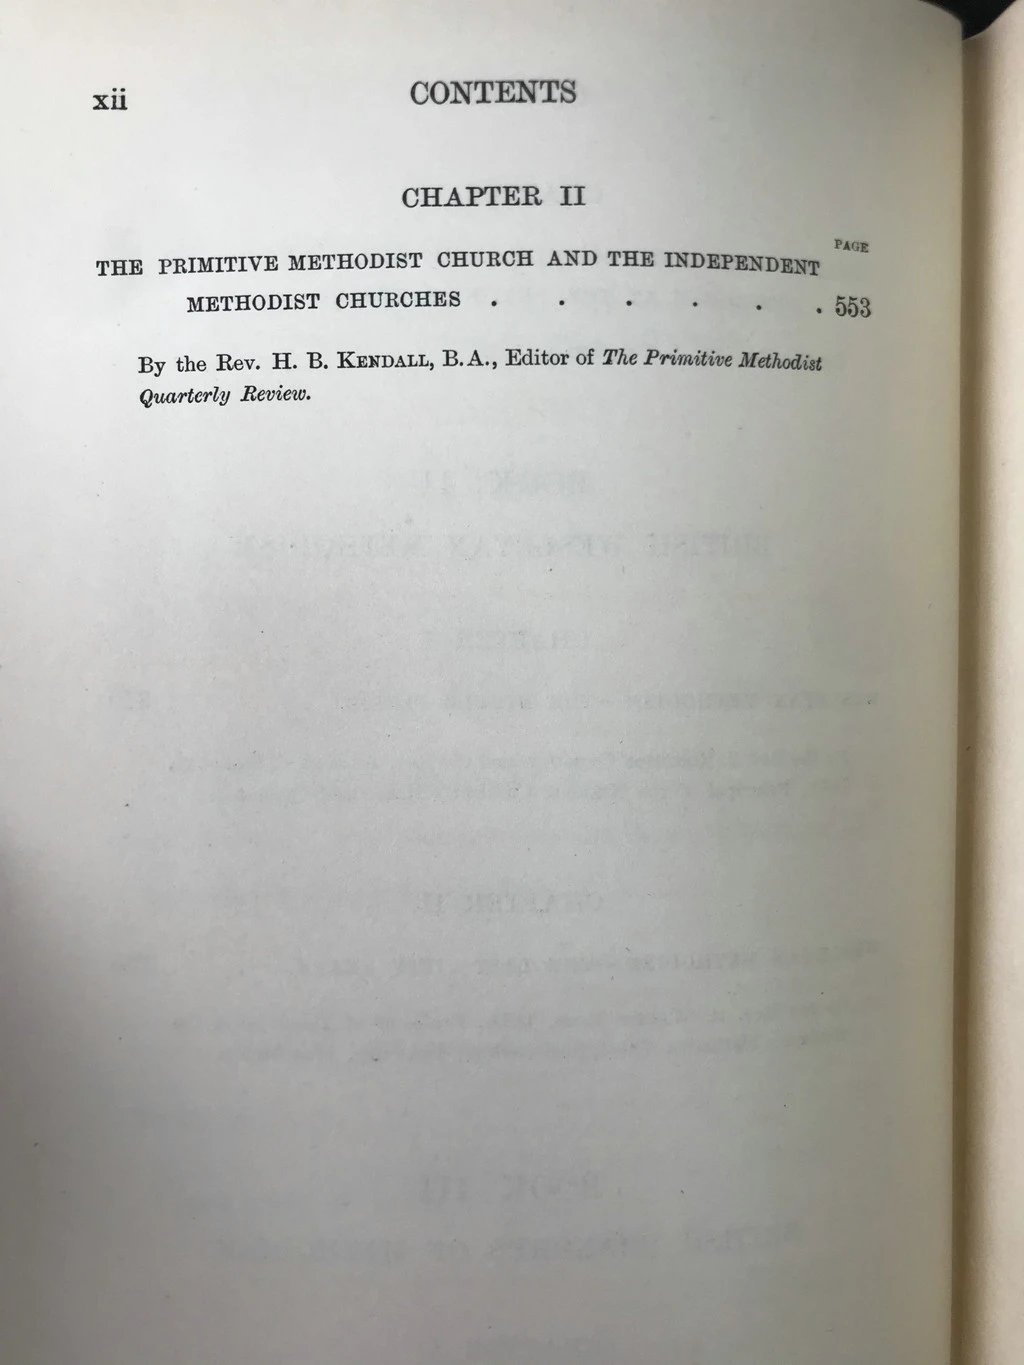 xii CONTENTS
CHAPTER II
PAGE
THE PRIMITIVE METHODIST CHURCH AND THE INDEPENDENT
METHODIST CHURCHES . . . . . . 553
By the Rev. H. B. KENDALL, B.A., Editor of The Primitive Methodist
Quarterly Review.